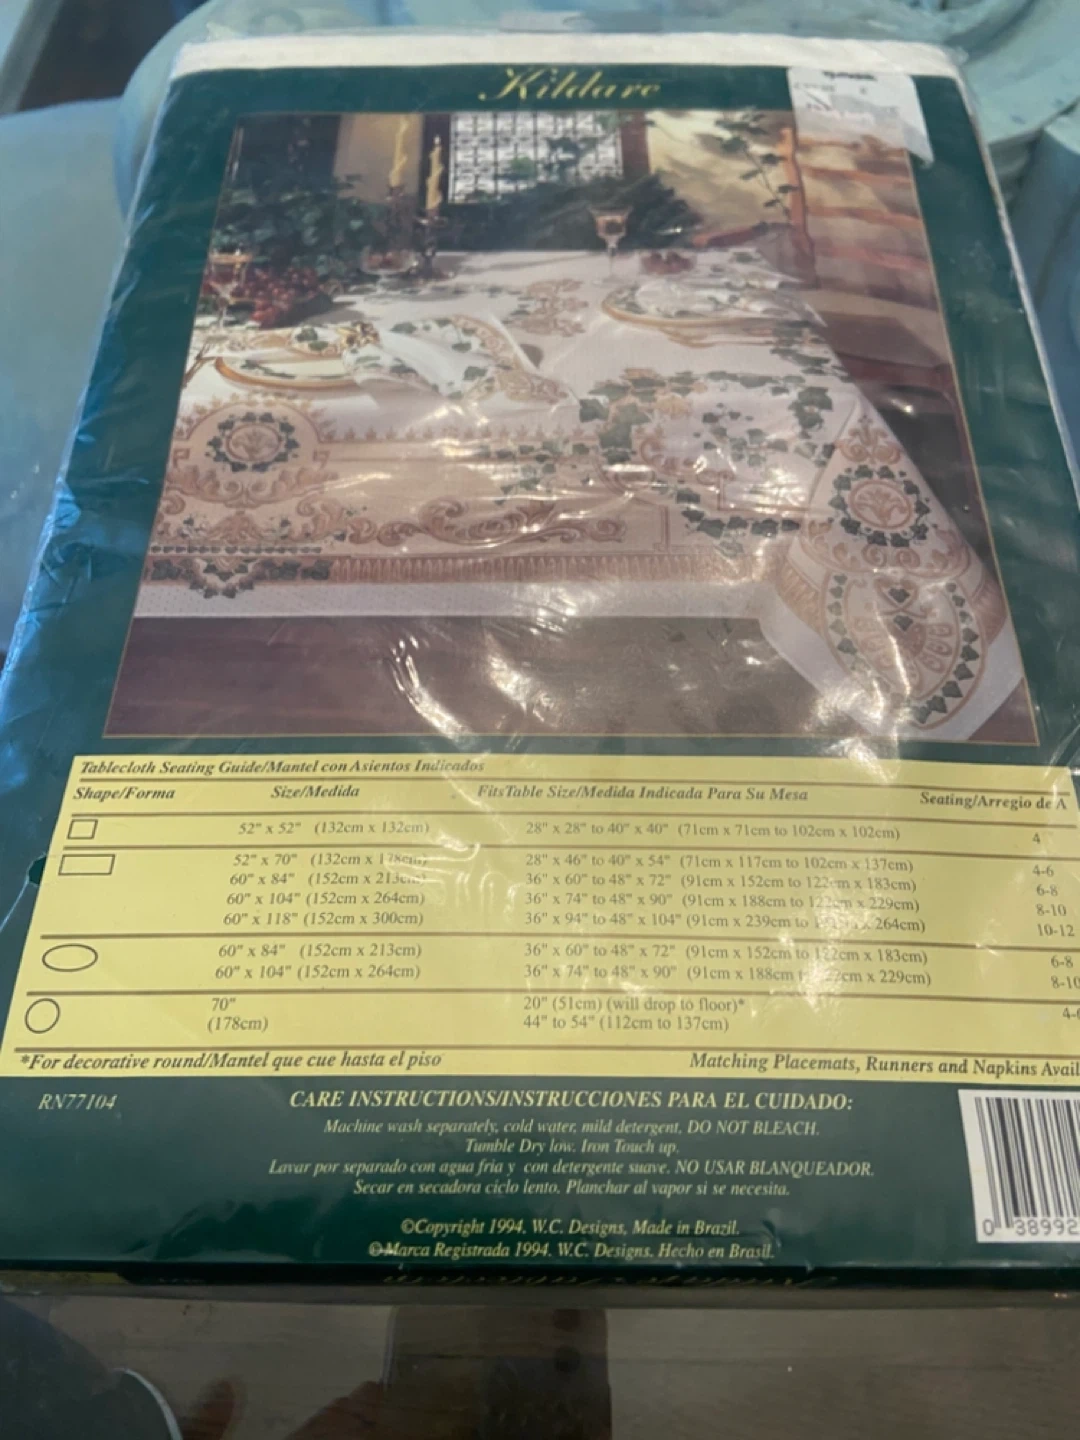 Kildare
Tablecloth Seating Guide/Mantel con Asientos Indicados
Shape/Forma Size/Medida Fits Table Size/Medida Indicada Para Su Mesa Seating/Arregio de A
52" x 52" (132cm x 132cm) 28" x 28" to 40" x 40" (71cm x 71cm to 102cm x 102cm) 4
52" x 70" (132cm x 178cm) 28" x 46" to 40" x 54" (71cm x 117cm to 102cm x 137cm) 4-6
60" x 84" (152cm x 213cm) 36" x 60" to 48" x 72" (91cm x 152cm to 122cm x 183cm) 6-8
60" x 104" (152cm x 264cm) 36" x 74" to 48" x 90" (91cm x 188cm to 122cm x 229cm) 8-10
60" x 118" (152cm x 300cm) 36" x 94" to 48" x 104" (91cm x 239cm to x 264cm) 10-12
60" x 84" (152cm x 213cm) 36" x 60" to 48" x 72" (91cm x 152cm to 122cm x 183cm) 6-8
60" x 104" (152cm x 264cm) 36" x 74" to 48" x 90" (91cm x 188cm x 229cm) 8-10
70" 20" (51cm) (will drop to floor)* 4-6
(178cm) 44" to 54" (112cm to 137cm)
*For decorative round/Mantel que cue hasta el piso Matching Placemats, Runners and Napkins Avail
RN77104 CARE INSTRUCTIONS/INSTRUCCIONES PARA EL CUIDADO:
Machine wash separately, cold water, mild detergent, DO NOT BLEACH.
Tumble Dry low. Iron Touch up.
Lavar por separado con agua fria y con detergente suave. NO USAR BLANQUEADOR.
Secar en secadora ciclo lento. Planchar al vapor si se necesita.
©Copyright 1994. W.C. Designs, Made in Brazil.
©Marca Registrada 1994. W.C. Designs. Hecho en Brasil.
0 38992